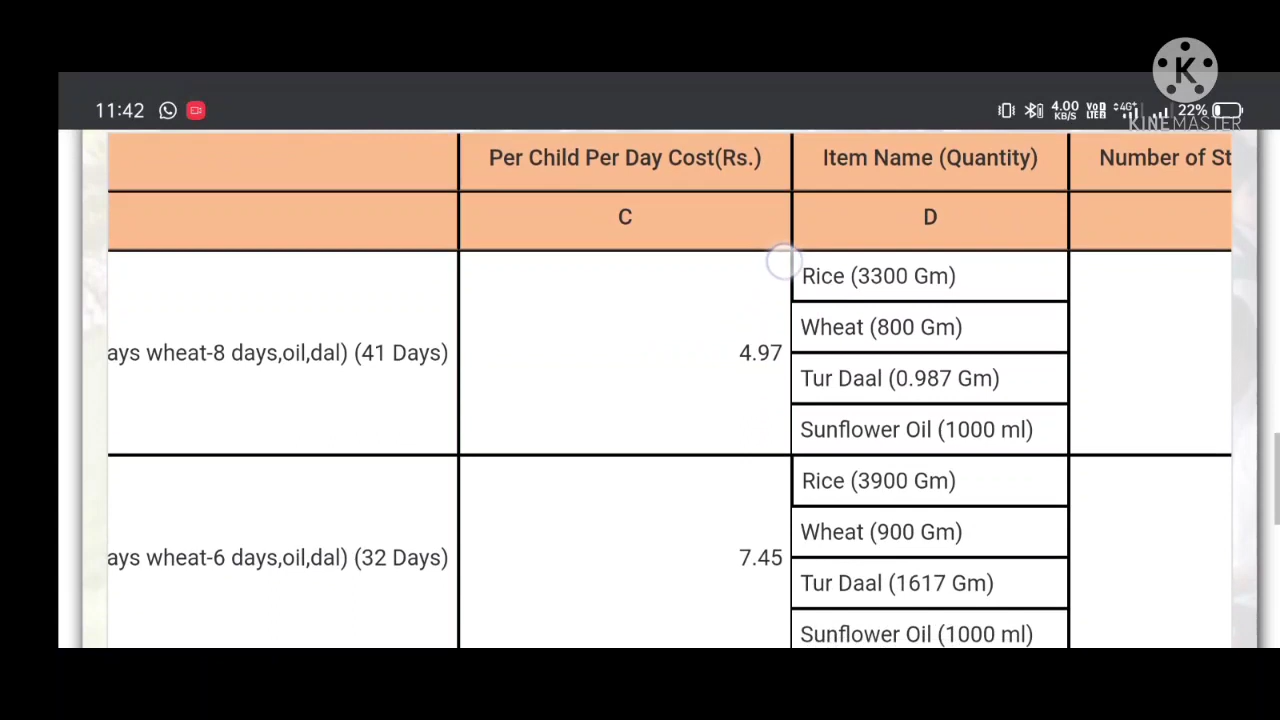 K
KINEMASTER
11:42
4.00 KB/S
VoD LTE
4G+
22%
Per Child Per Day Cost(Rs.)
Item Name (Quantity)
Number of St
C
D
ays wheat-8 days,oil,dal) (41 Days)
4.97
Rice (3300 Gm)
Wheat (800 Gm)
Tur Daal (0.987 Gm)
Sunflower Oil (1000 ml)
ays wheat-6 days,oil,dal) (32 Days)
7.45
Rice (3900 Gm)
Wheat (900 Gm)
Tur Daal (1617 Gm)
Sunflower Oil (1000 ml)